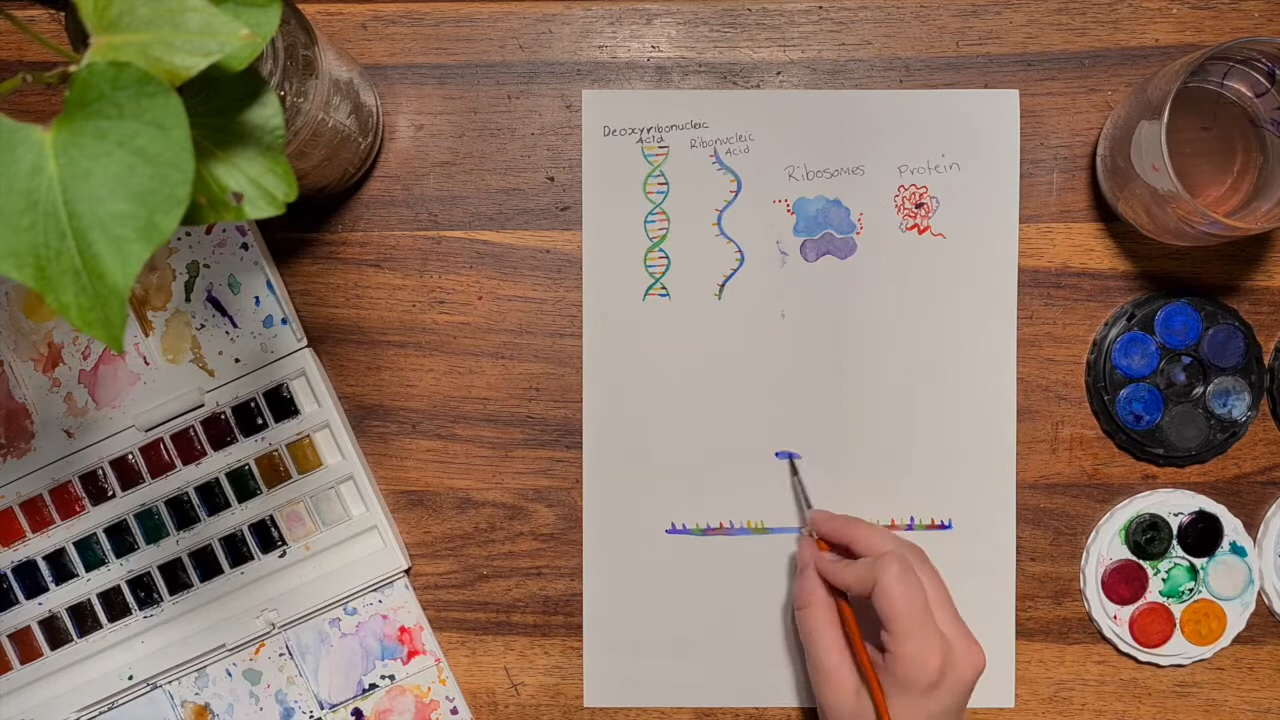 Deoxyribonucleic
Acid
Ribonucleic
Acid
Ribosomes
Protein